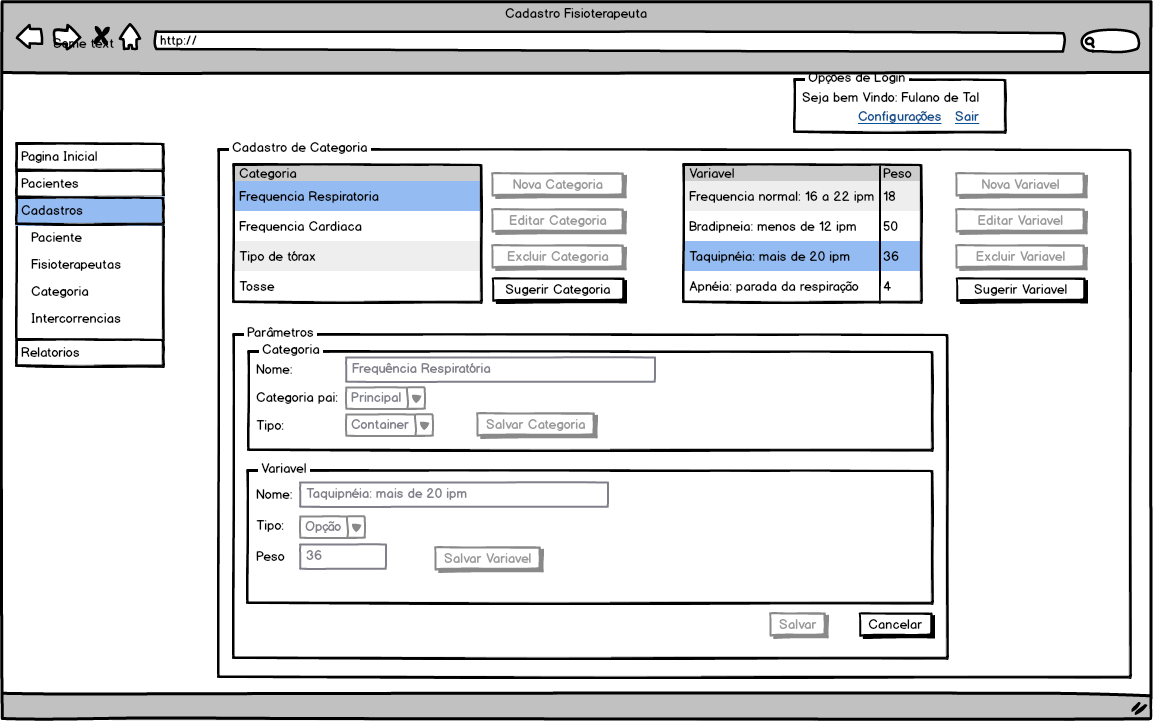 Cadastro Fisioterapeuta
Some text
http://
Opções de Login
Seja bem Vindo: Fulano de Tal
Configurações Sair
Pagina Inicial
Pacientes
Cadastros
Paciente
Fisioterapeutas
Categoria
Intercorrencias
Relatorios
Cadastro de Categoria
Categoria
Frequencia Respiratoria
Frequencia Cardiaca
Tipo de tórax
Tosse
Nova Categoria
Editar Categoria
Excluir Categoria
Sugerir Categoria
Variavel Peso
Frequencia normal: 16 a 22 ipm 18
Bradipneia: menos de 12 ipm 50
Taquipnéia: mais de 20 ipm 36
Apnéia: parada da respiração 4
Nova Variavel
Editar Variavel
Excluir Variavel
Sugerir Variavel
Parâmetros
Categoria
Nome: Frequência Respiratória
Categoria pai: Principal
Tipo: Container Salvar Categoria
Variavel
Nome: Taquipnéia: mais de 20 ipm
Tipo: Opção
Peso 36 Salvar Variavel
Salvar Cancelar